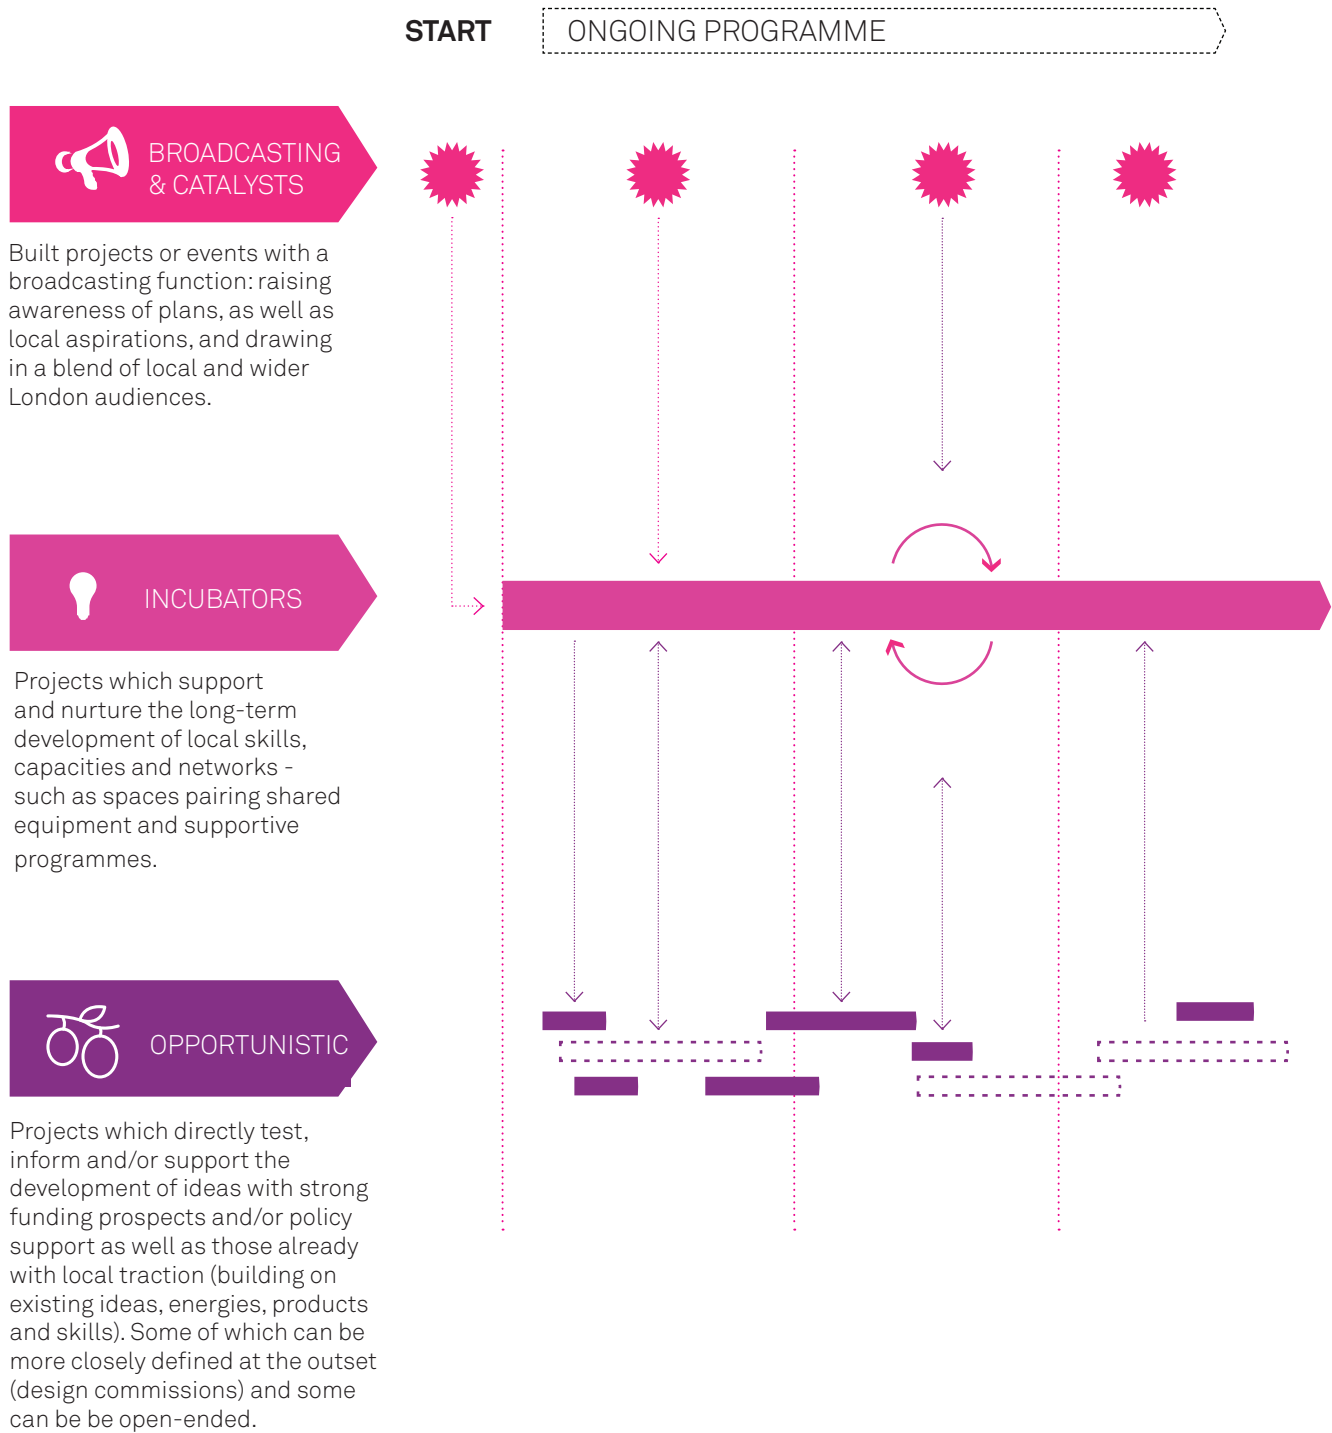 START
ONGOING PROGRAMME
BROADCASTING
& CATALYSTS
Built projects or events with a
broadcasting function: raising
awareness of plans, as well as
local aspirations, and drawing
in a blend of local and wider
London audiences.
INCUBATORS
Projects which support
and nurture the long-term
development of local skills,
capacities and networks -
such as spaces pairing shared
equipment and supportive
programmes.
OPPORTUNISTIC
Projects which directly test,
inform and/or support the
development of ideas with strong
funding prospects and/or policy
support as well as those already
with local traction (building on
existing ideas, energies, products
and skills). Some of which can be
more closely defined at the outset
(design commissions) and some
can be be open-ended.